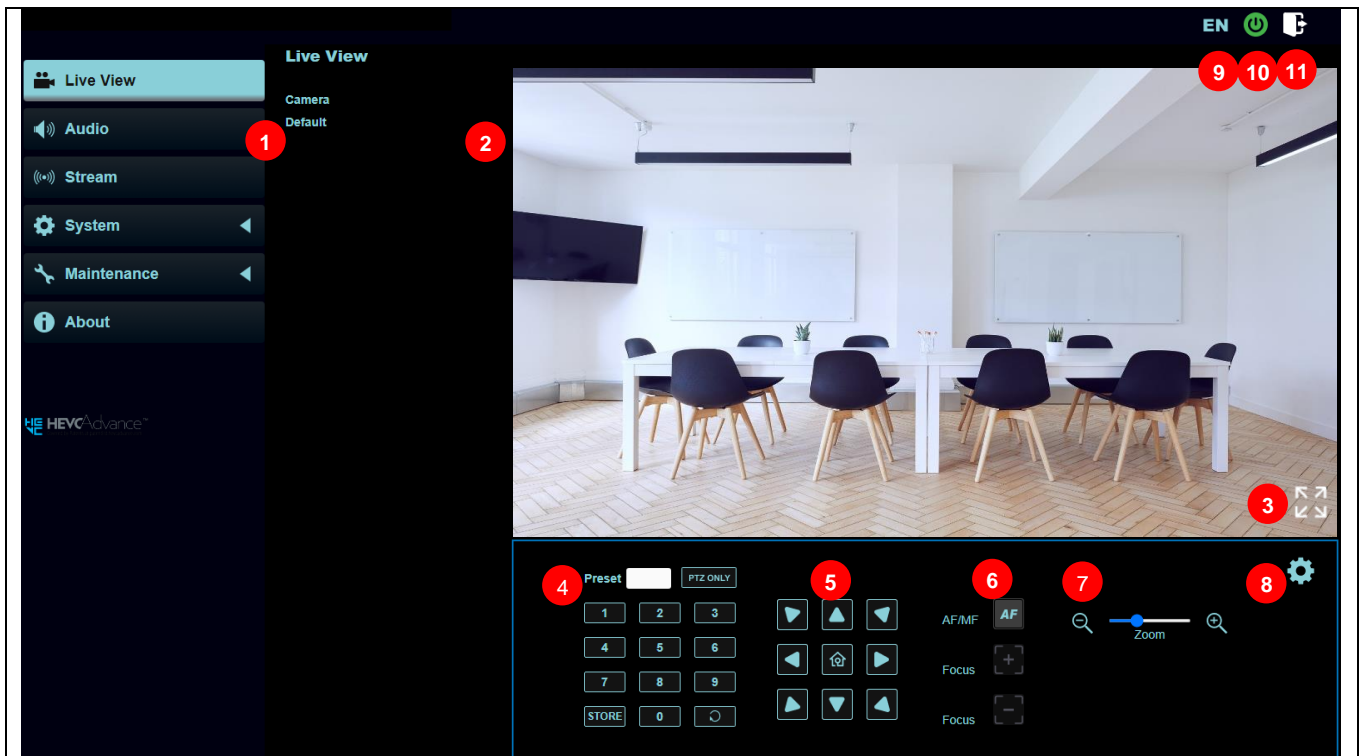 EN
9 10 11
Live View
Live View
Camera
Audio
Default
1
2
Stream
System
Maintenance
About
HEVCAdvance™
3
4
Preset
PTZ ONLY
5
6
7
8
1 2 3
AF/MF
AF
Zoom
4 5 6
Focus
7 8 9
STORE 0
Focus